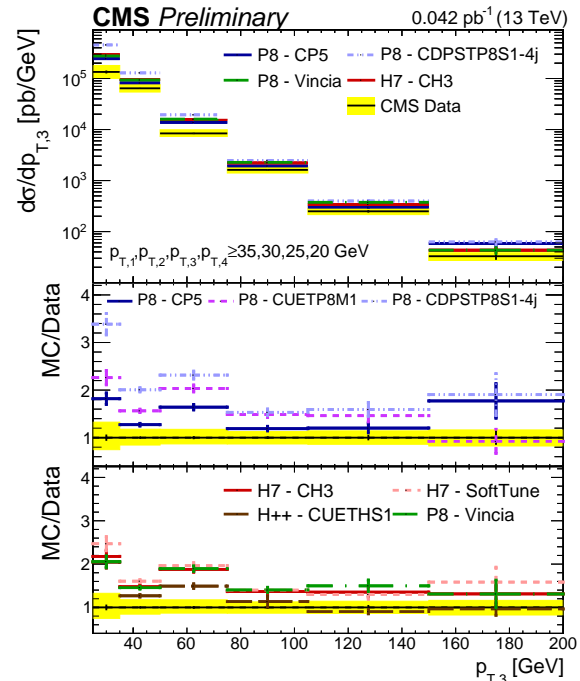 CMS Preliminary 0.042 pb⁻¹ (13 TeV)
P8 - CP5 P8 - CDPSTP8S1-4j
P8 - Vincia H7 - CH3
CMS Data
dσ/dp_T,3 [pb/GeV]
10⁵
10⁴
10³
10²
p_T,1,p_T,2,p_T,3,p_T,4≥35,30,25,20 GeV
P8 - CP5 P8 - CUETP8M1 P8 - CDPSTP8S1-4j
MC/Data
4
3
2
1
H7 - CH3 H7 - SoftTune
H++ - CUETHS1 P8 - Vincia
MC/Data
4
3
2
1
40 60 80 100 120 140 160 180 200
p_T,3 [GeV]